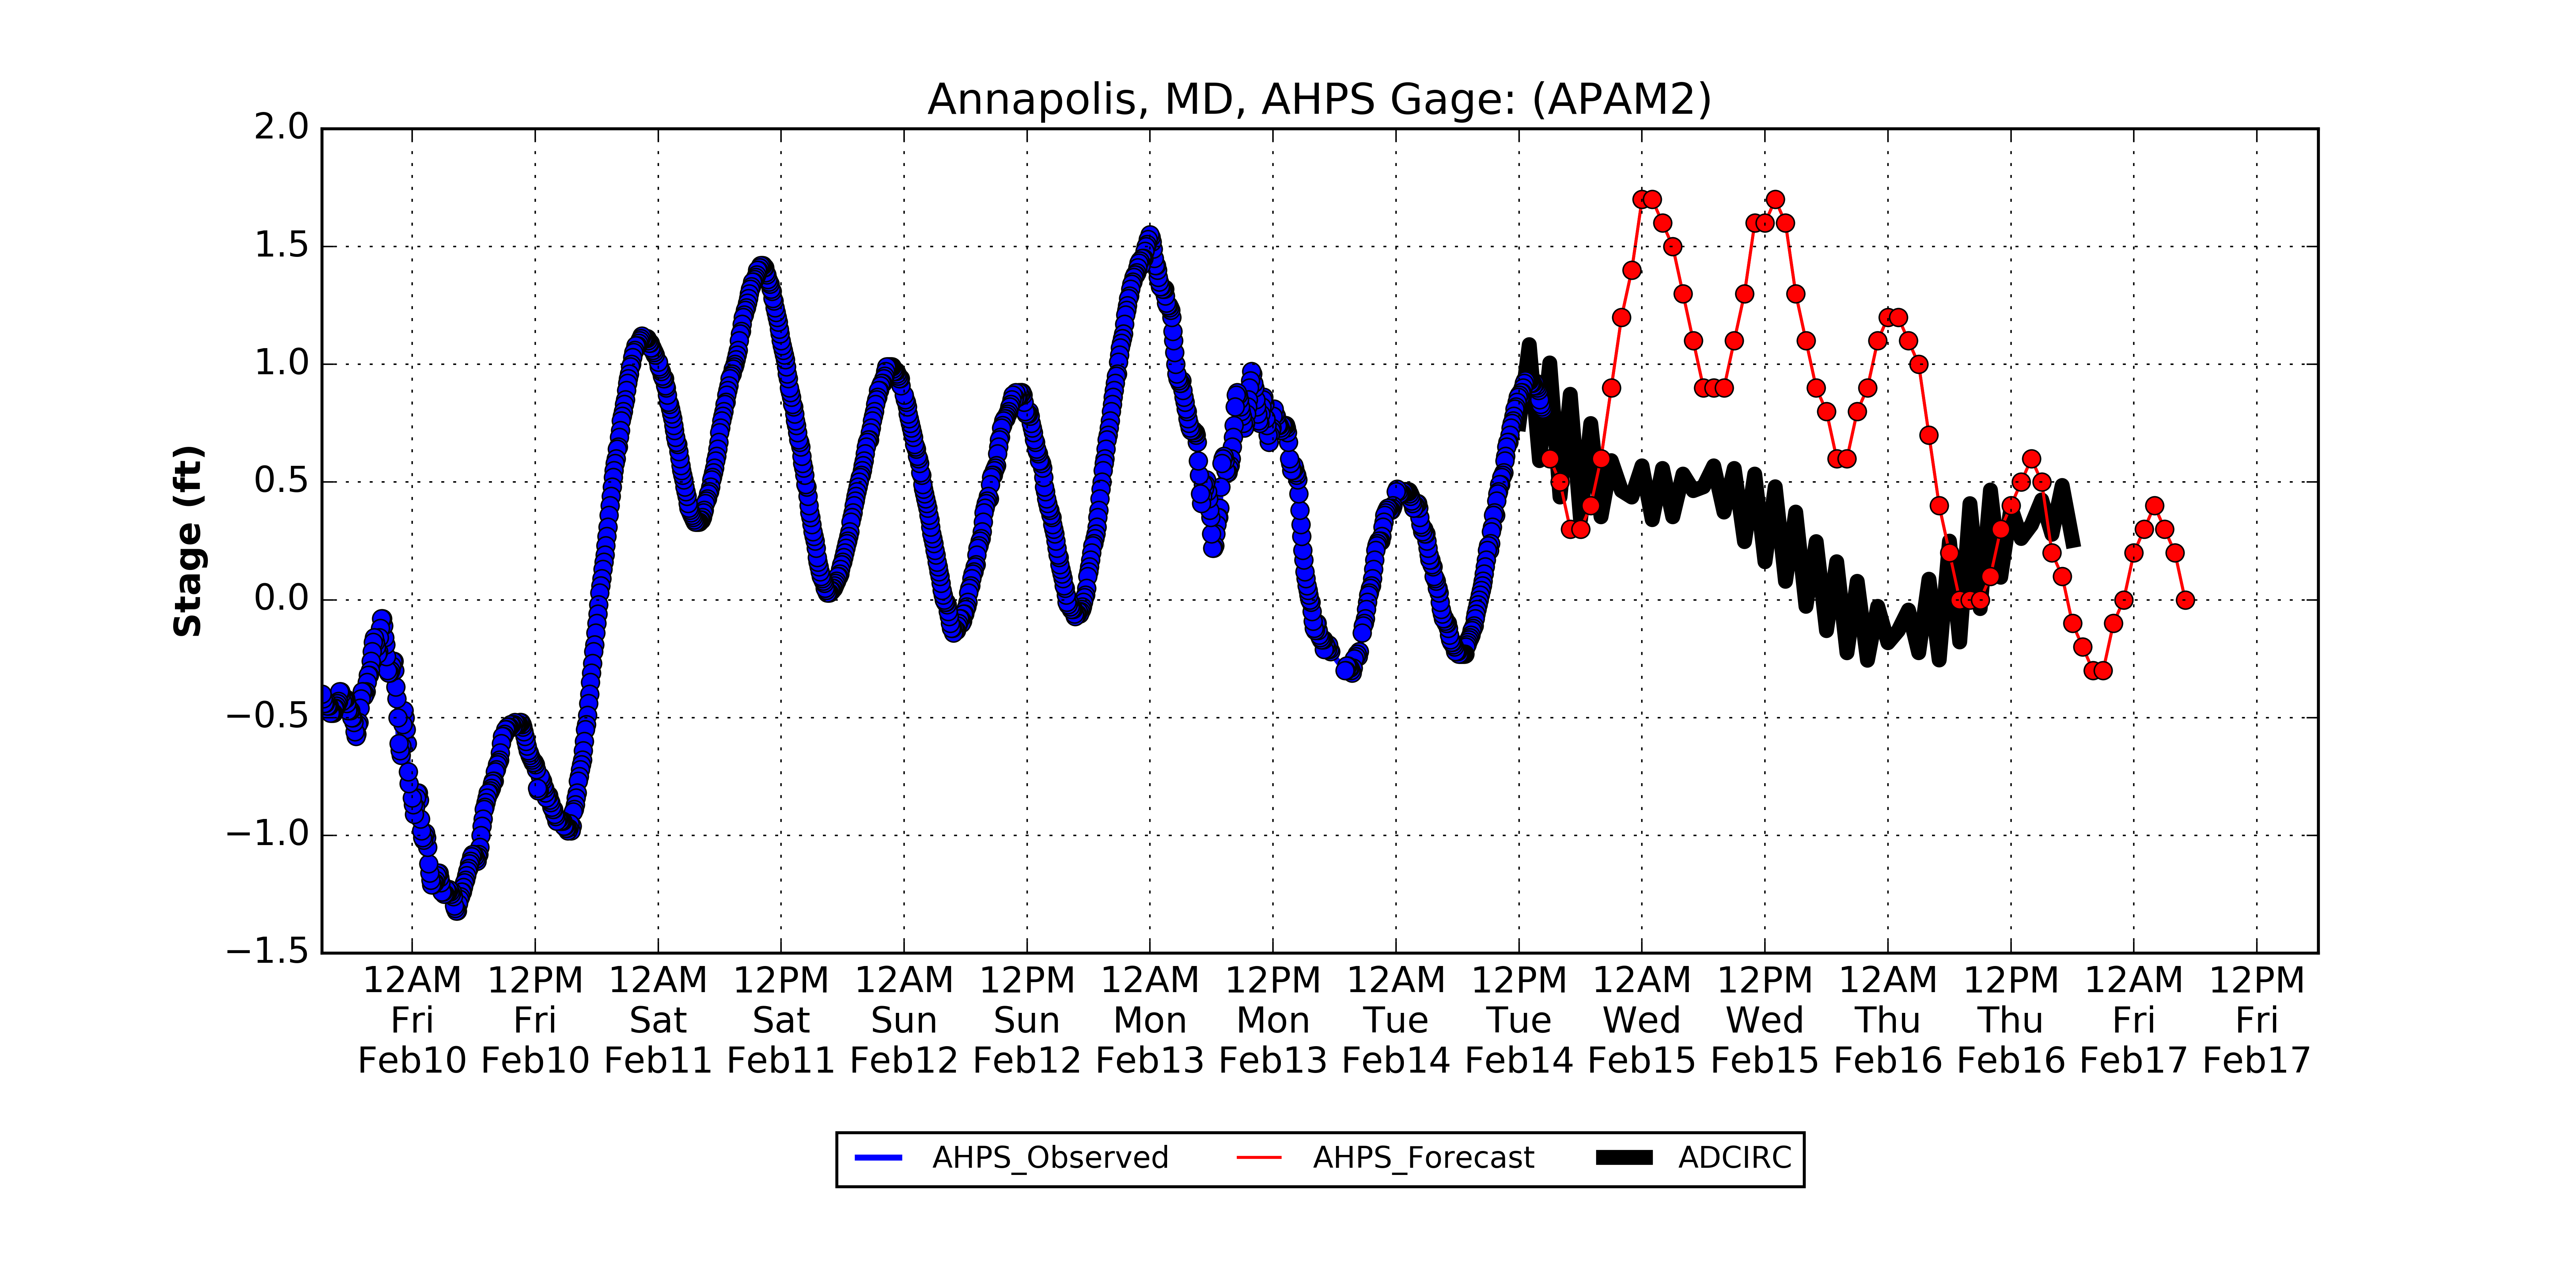 Annapolis, MD, AHPS Gage: (APAM2)
2.0
1.5
1.0
0.5
0.0
−0.5
−1.0
−1.5
Stage (ft)
12AM 12PM 12AM 12PM 12AM 12PM 12AM 12PM 12AM 12PM 12AM 12PM 12AM 12PM 12AM 12PM
Fri Fri Sat Sat Sun Sun Mon Mon Tue Tue Wed Wed Thu Thu Fri Fri
Feb10 Feb10 Feb11 Feb11 Feb12 Feb12 Feb13 Feb13 Feb14 Feb14 Feb15 Feb15 Feb16 Feb16 Feb17 Feb17
AHPS_Observed AHPS_Forecast ADCIRC